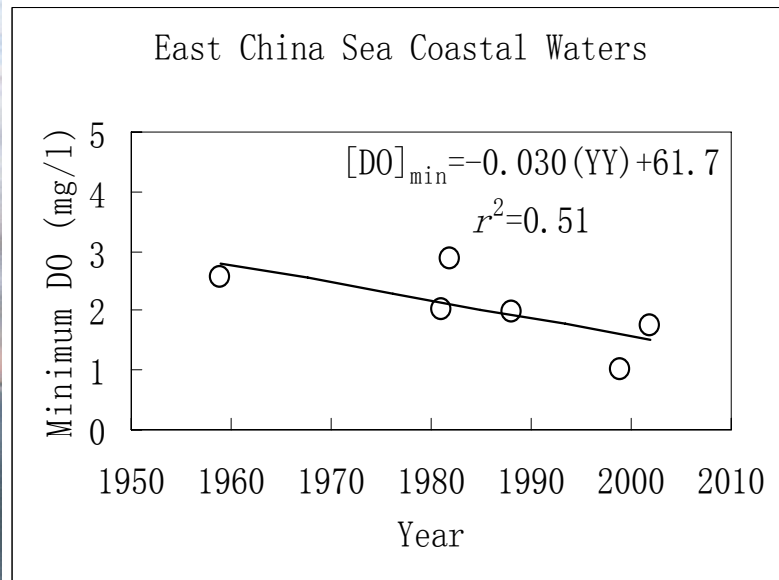 East China Sea Coastal Waters
[DO]min=-0.030(YY)+61.7
r²=0.51
Minimum DO (mg/l)
5
4
3
2
1
0
1950 1960 1970 1980 1990 2000 2010
Year